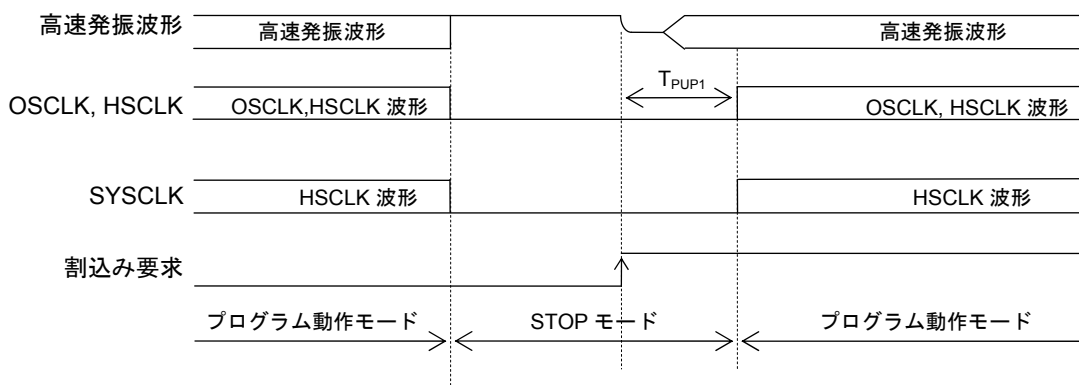 高速発振波形
高速発振波形
高速発振波形
TPUP1
OSCLK, HSCLK
OSCLK,HSCLK 波形
OSCLK, HSCLK 波形
SYSCLK
HSCLK 波形
HSCLK 波形
割込み要求
プログラム動作モード
STOP モード
プログラム動作モード